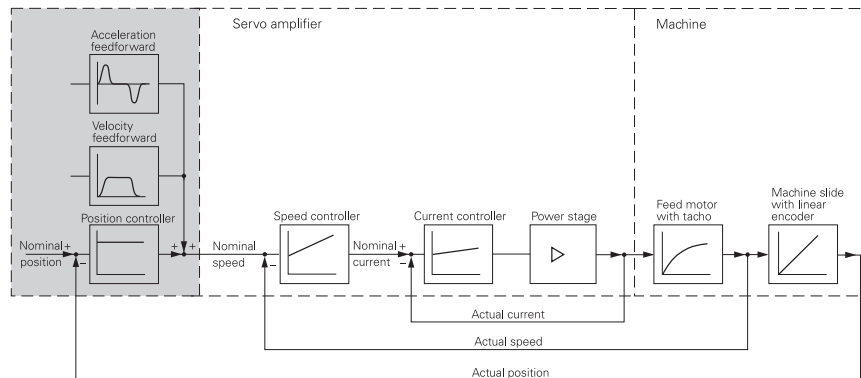 Servo amplifier
Machine
Acceleration
feedforward
Velocity
feedforward
Position controller
Nominal +
position
−
+ +
Nominal
speed
−
Speed controller
Nominal +
current
−
Current controller
Power stage
Feed motor
with tacho
Machine slide
with linear
encoder
Actual current
Actual speed
Actual position